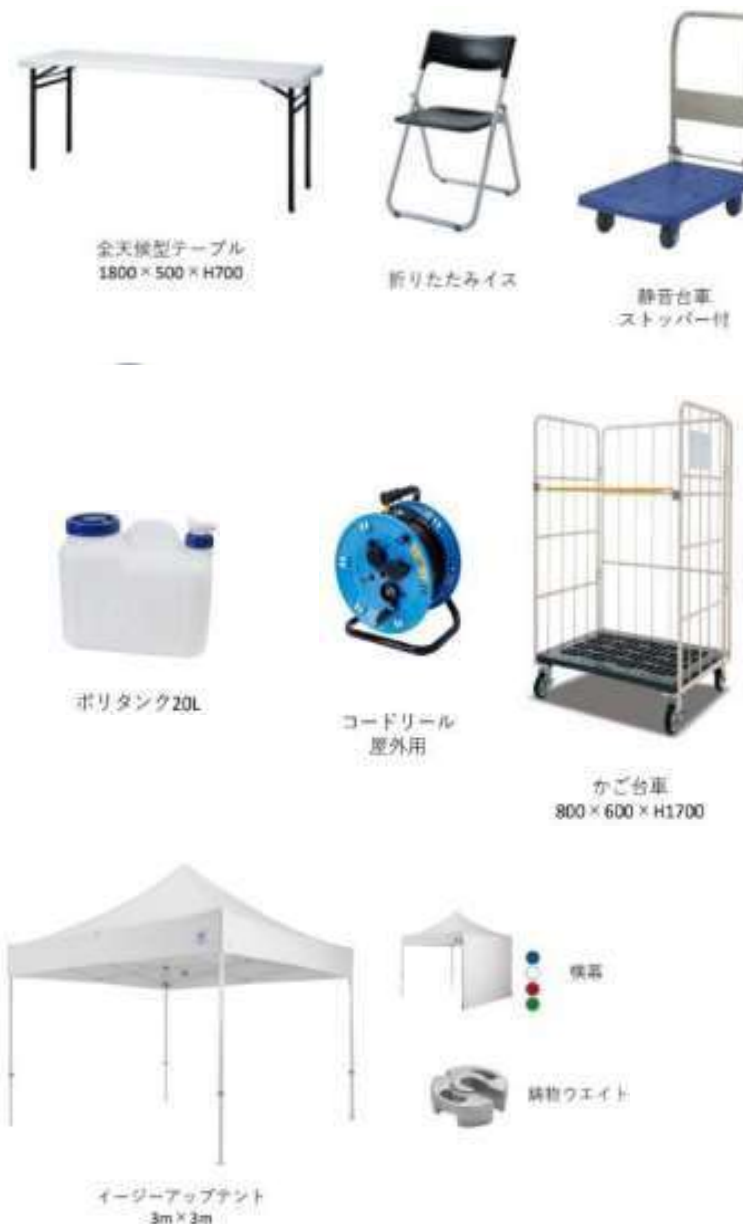 全天候型テーブル
1800×500×H700
折りたたみイス
静音台車
ストッパー付
ポリタンク20L
コードリール
屋外用
かご台車
800×600×H1700
横幕
鋳物ウエイト
イージーアップテント
3m×3m